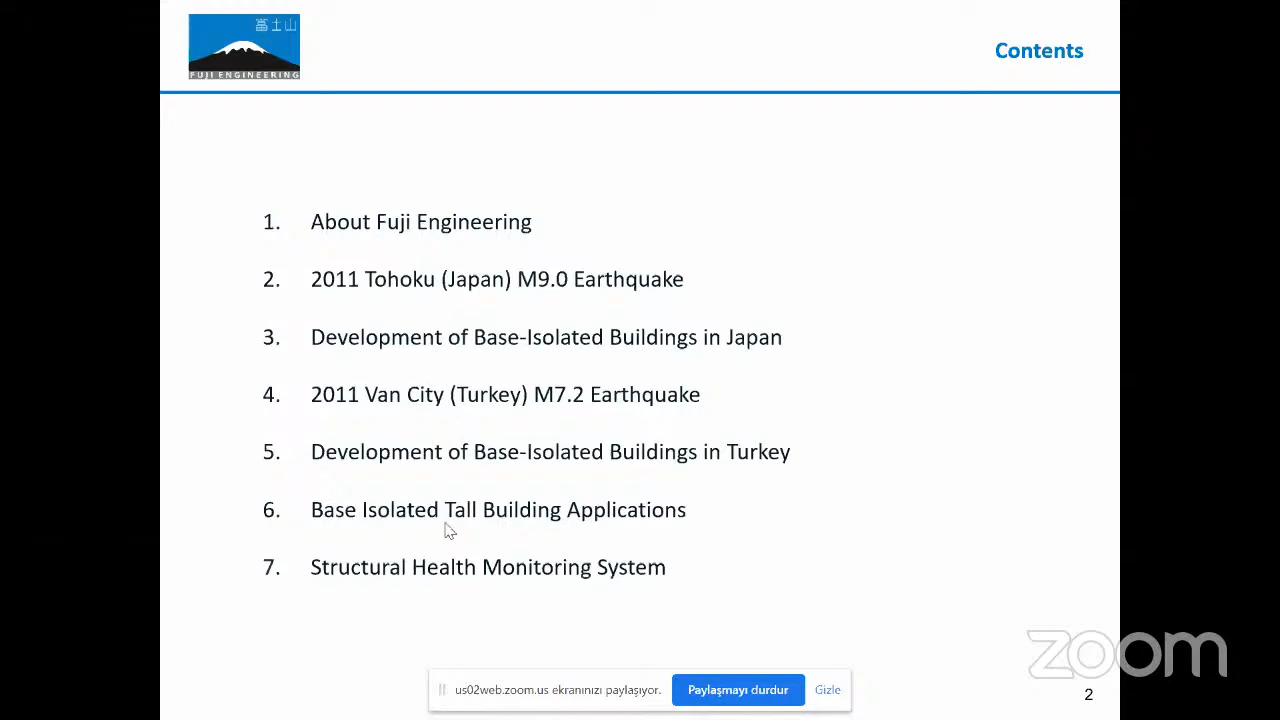 富士山
FUJI ENGINEERING
Contents
1. About Fuji Engineering
2. 2011 Tohoku (Japan) M9.0 Earthquake
3. Development of Base-Isolated Buildings in Japan
4. 2011 Van City (Turkey) M7.2 Earthquake
5. Development of Base-Isolated Buildings in Turkey
6. Base Isolated Tall Building Applications
7. Structural Health Monitoring System
zoom
us02web.zoom.us ekranınızı paylaşıyor. Paylaşmayı durdur Gizle
2